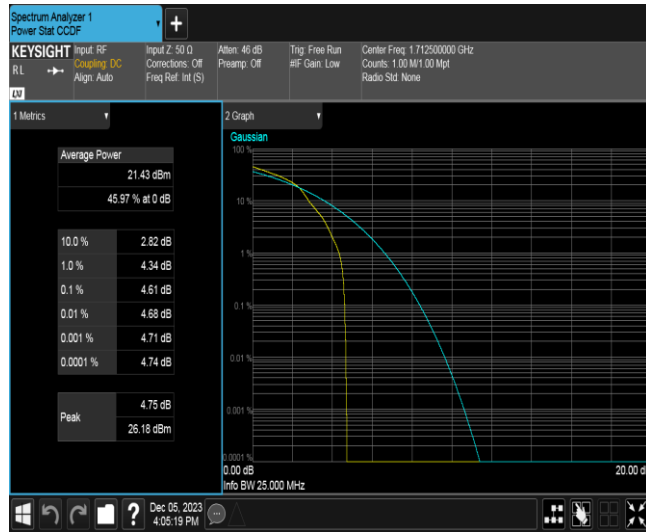 Spectrum Analyzer 1
Power Stat CCDF
+
KEYSIGHT
RL
LXI
Input: RF
Coupling: DC
Align: Auto
Input Z: 50 Ω
Corrections: Off
Freq Ref: Int (S)
Atten: 46 dB
Preamp: Off
Trig: Free Run
#IF Gain: Low
Center Freq: 1.712500000 GHz
Counts: 1.00 M/1.00 Mpt
Radio Std: None
1 Metrics
Average Power
21.43 dBm
45.97 % at 0 dB
10.0 % 2.82 dB
1.0 % 4.34 dB
0.1 % 4.61 dB
0.01 % 4.68 dB
0.001 % 4.71 dB
0.0001 % 4.74 dB
Peak
4.75 dB
26.18 dBm
2 Graph
Gaussian
100 %
10 %
1 %
0.1 %
0.01 %
0.001 %
0.0001 %
0.00 dB
20.00 d
Info BW 25.000 MHz
?
Dec 05, 2023
4:05:19 PM